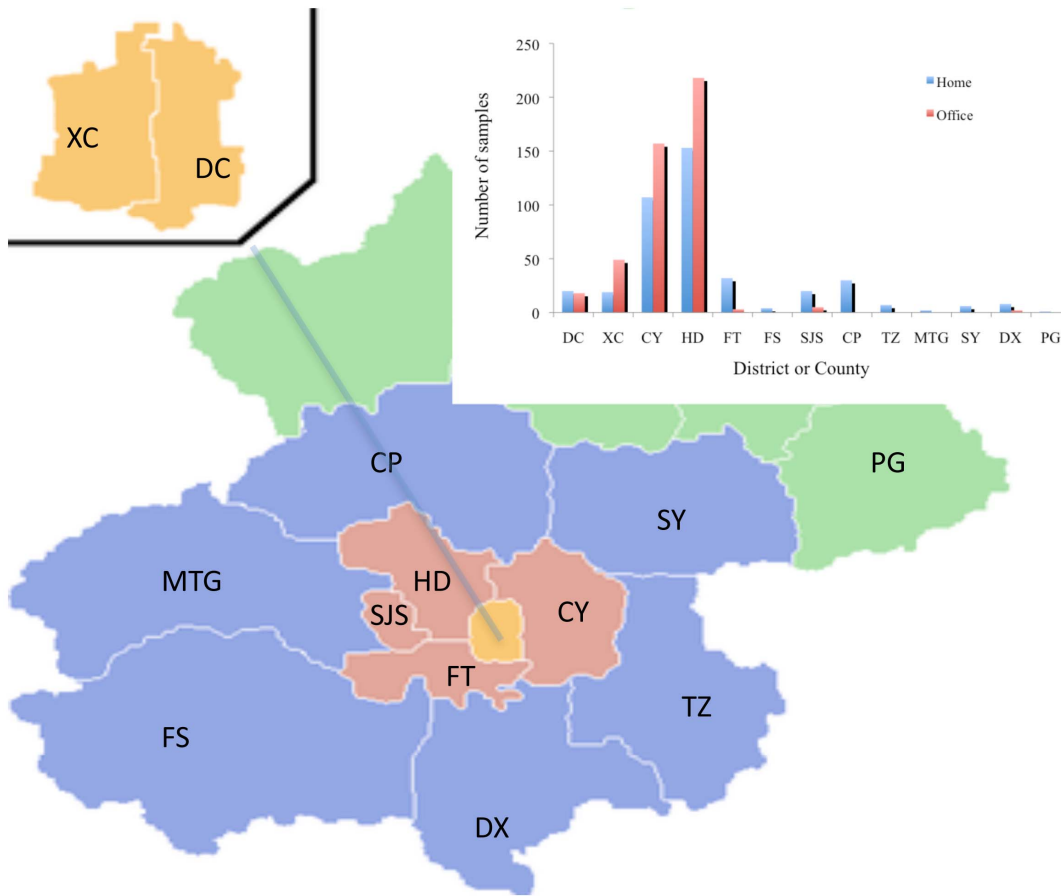 XC
DC
250
200
150
100
50
0
Number of samples
Home
Office
DC XC CY HD FT FS SJS CP TZ MTG SY DX PG
District or County
CP
PG
SY
MTG
HD
SJS
CY
FT
TZ
FS
DX